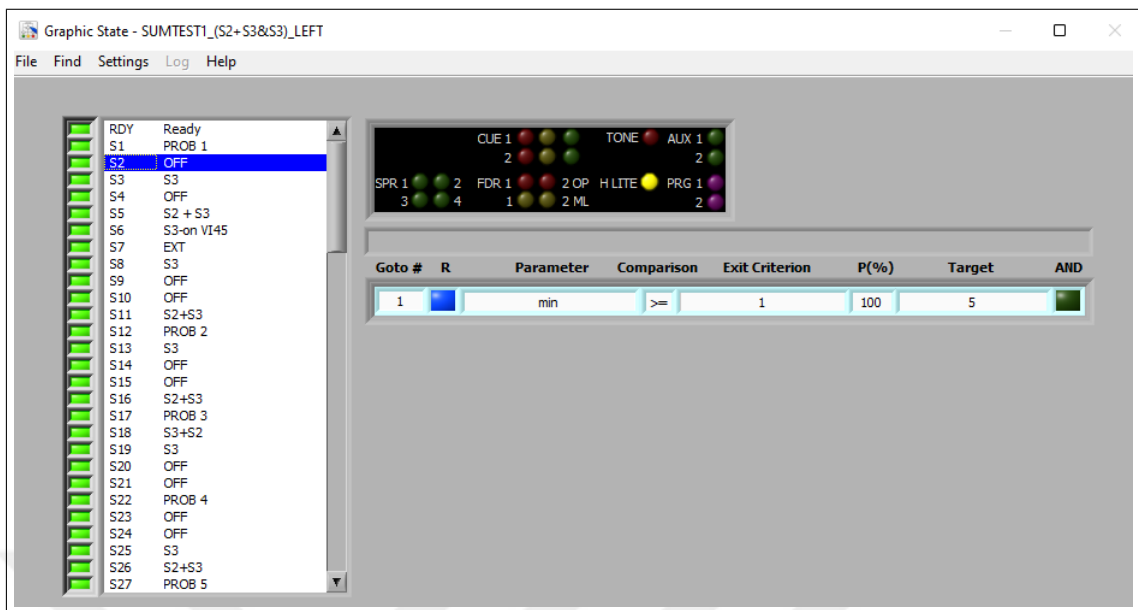 Graphic State - SUMTEST1_(S2+S3&S3)_LEFT
File Find Settings Log Help
RDY Ready
S1 PROB 1
S2 OFF
S3 S3
S4 OFF
S5 S2 + S3
S6 S3-on VI45
S7 EXT
S8 S3
S9 OFF
S10 OFF
S11 S2+S3
S12 PROB 2
S13 S3
S14 OFF
S15 OFF
S16 S2+S3
S17 PROB 3
S18 S3+S2
S19 S3
S20 OFF
S21 OFF
S22 PROB 4
S23 OFF
S24 OFF
S25 S3
S26 S2+S3
S27 PROB 5
CUE 1 TONE AUX 1
2 2
SPR 1 2 FDR 1 2 OP H LITE PRG 1
3 4 1 2 ML 2
Goto # R Parameter Comparison Exit Criterion P(%) Target AND
1 min >= 1 100 5